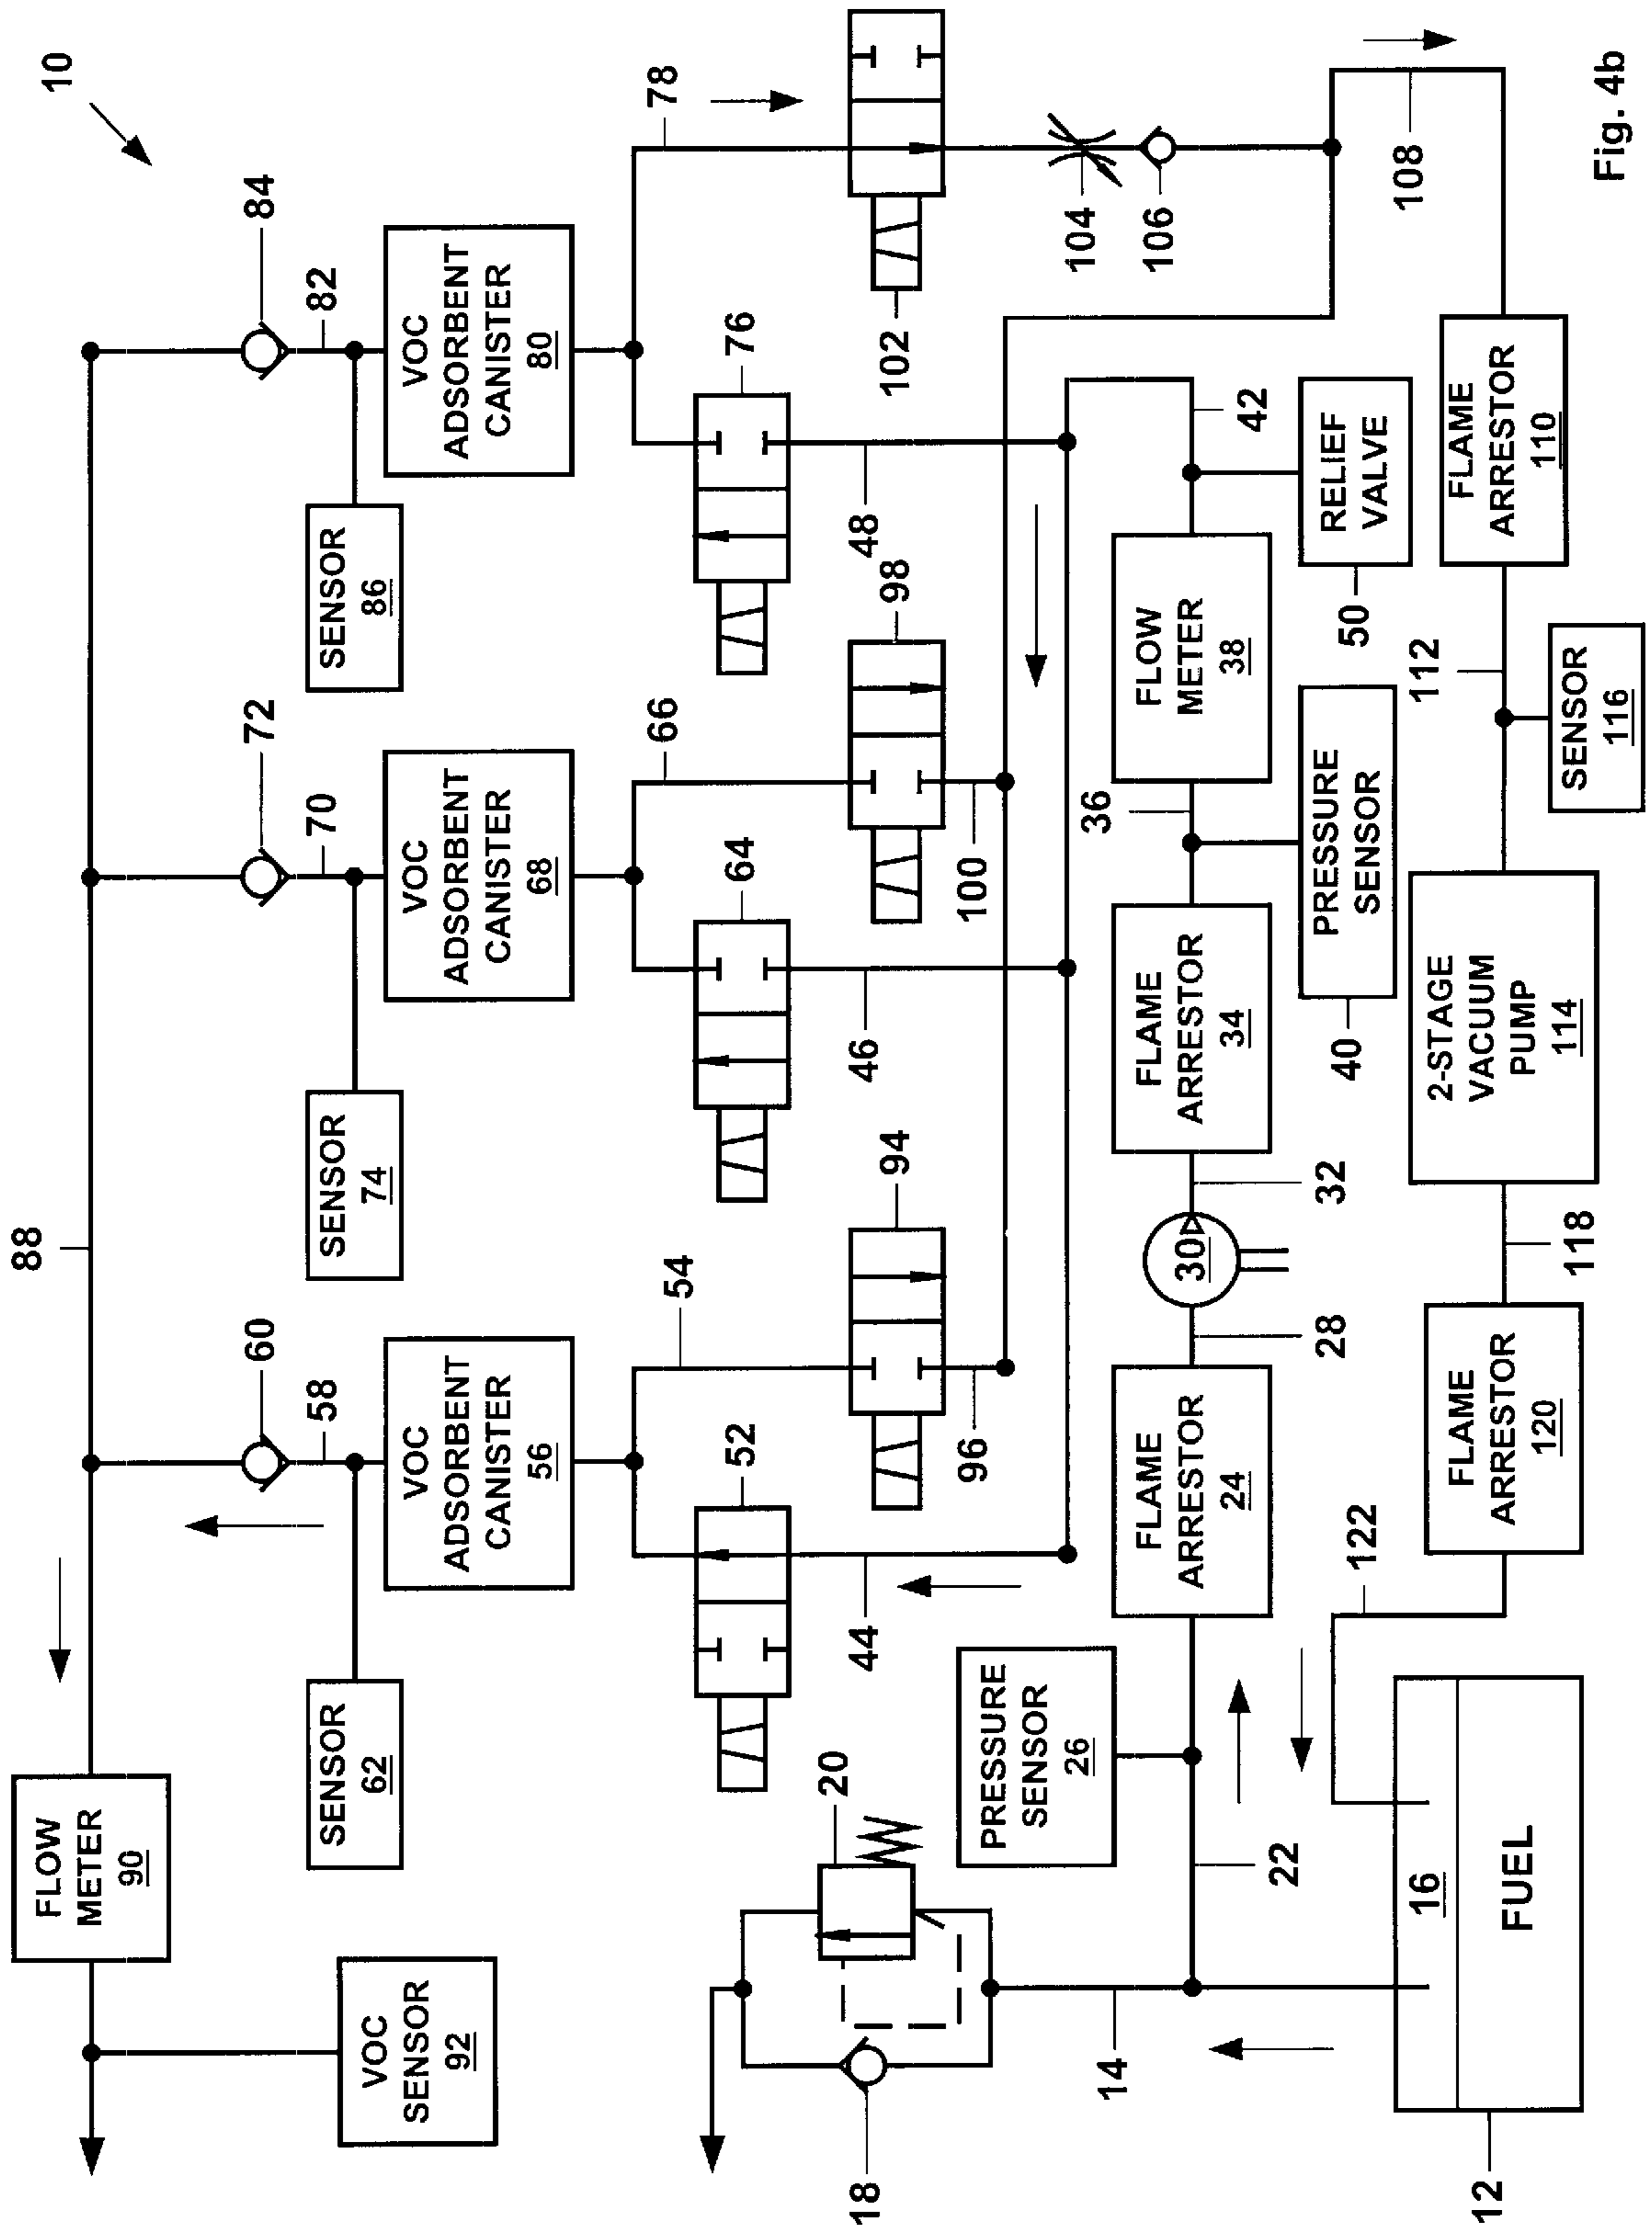 10
88
84
82
VOC
ADSORBENT
CANISTER
80
SENSOR
86
72
70
VOC
ADSORBENT
CANISTER
68
SENSOR
74
60
58
VOC
ADSORBENT
CANISTER
56
SENSOR
62
FLOW
METER
90
VOC
SENSOR
92
78
76
102
104
106
108
48
66
98
64
100
46
54
94
52
96
44
42
RELIEF
VALVE
50
FLOW
METER
38
36
PRESSURE
SENSOR
40
FLAME
ARRESTOR
34
32
30
28
FLAME
ARRESTOR
24
PRESSURE
SENSOR
26
22
20
18
14
FLAME
ARRESTOR
110
112
SENSOR
116
2-STAGE
VACUUM
PUMP
114
118
FLAME
ARRESTOR
120
122
16
FUEL
12
Fig. 4b